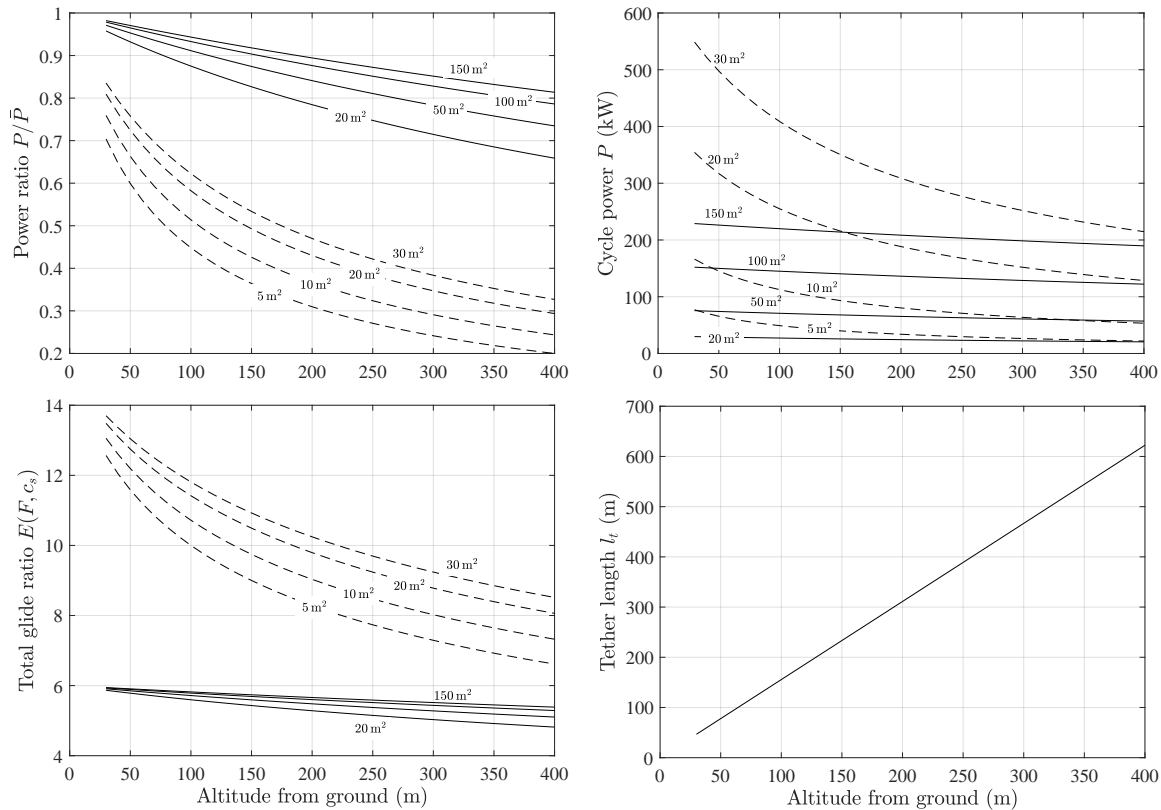 Power ratio P/P̄
1
0.9
0.8
0.7
0.6
0.5
0.4
0.3
0.2
150 m²
100 m²
50 m²
20 m²
30 m²
20 m²
10 m²
5 m²
0 50 100 150 200 250 300 350 400
Cycle power P (kW)
600
500
400
300
200
100
0
30 m²
20 m²
150 m²
100 m²
10 m²
50 m²
5 m²
20 m²
0 50 100 150 200 250 300 350 400
Total glide ratio E(F, cₛ)
14
12
10
8
6
4
30 m²
20 m²
10 m²
5 m²
150 m²
20 m²
0 50 100 150 200 250 300 350 400
Altitude from ground (m)
Tether length lₜ (m)
700
600
500
400
300
200
100
0
0 50 100 150 200 250 300 350 400
Altitude from ground (m)